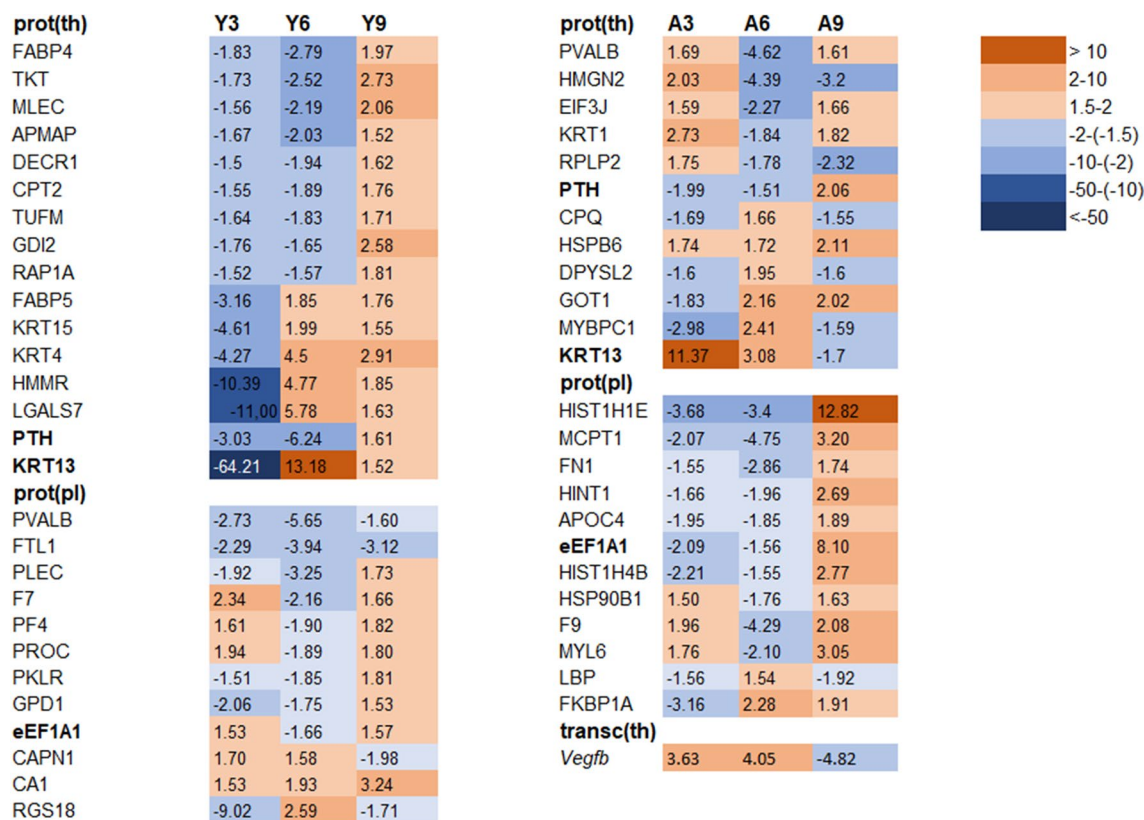 prot(th) Y3 Y6 Y9
FABP4 -1.83 -2.79 1.97
TKT -1.73 -2.52 2.73
MLEC -1.56 -2.19 2.06
APMAP -1.67 -2.03 1.52
DECR1 -1.5 -1.94 1.62
CPT2 -1.55 -1.89 1.76
TUFM -1.64 -1.83 1.71
GDI2 -1.76 -1.65 2.58
RAP1A -1.52 -1.57 1.81
FABP5 -3.16 1.85 1.76
KRT15 -4.61 1.99 1.55
KRT4 -4.27 4.5 2.91
HMMR -10.39 4.77 1.85
LGALS7 -11,00 5.78 1.63
PTH -3.03 -6.24 1.61
KRT13 -64.21 13.18 1.52
prot(pl)
PVALB -2.73 -5.65 -1.60
FTL1 -2.29 -3.94 -3.12
PLEC -1.92 -3.25 1.73
F7 2.34 -2.16 1.66
PF4 1.61 -1.90 1.82
PROC 1.94 -1.89 1.80
PKLR -1.51 -1.85 1.81
GPD1 -2.06 -1.75 1.53
eEF1A1 1.53 -1.66 1.57
CAPN1 1.70 1.58 -1.98
CA1 1.53 1.93 3.24
RGS18 -9.02 2.59 -1.71
prot(th) A3 A6 A9
PVALB 1.69 -4.62 1.61
HMGN2 2.03 -4.39 -3.2
EIF3J 1.59 -2.27 1.66
KRT1 2.73 -1.84 1.82
RPLP2 1.75 -1.78 -2.32
PTH -1.99 -1.51 2.06
CPQ -1.69 1.66 -1.55
HSPB6 1.74 1.72 2.11
DPYSL2 -1.6 1.95 -1.6
GOT1 -1.83 2.16 2.02
MYBPC1 -2.98 2.41 -1.59
KRT13 11.37 3.08 -1.7
prot(pl)
HIST1H1E -3.68 -3.4 12.82
MCPT1 -2.07 -4.75 3.20
FN1 -1.55 -2.86 1.74
HINT1 -1.66 -1.96 2.69
APOC4 -1.95 -1.85 1.89
eEF1A1 -2.09 -1.56 8.10
HIST1H4B -2.21 -1.55 2.77
HSP90B1 1.50 -1.76 1.63
F9 1.96 -4.29 2.08
MYL6 1.76 -2.10 3.05
LBP -1.56 1.54 -1.92
FKBP1A -3.16 2.28 1.91
transc(th)
Vegfb 3.63 4.05 -4.82
> 10
2-10
1.5-2
-2-(-1.5)
-10-(-2)
-50-(-10)
<-50